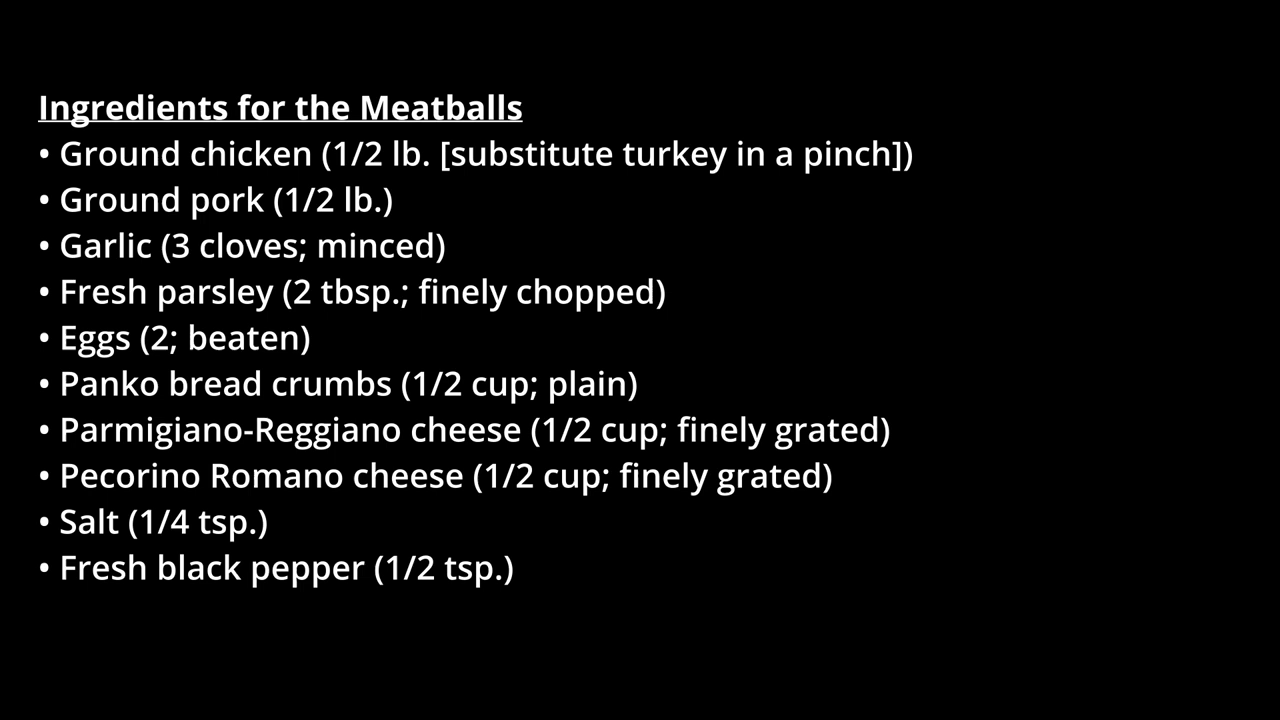 Ingredients for the Meatballs
• Ground chicken (1/2 lb. [substitute turkey in a pinch])
• Ground pork (1/2 lb.)
• Garlic (3 cloves; minced)
• Fresh parsley (2 tbsp.; finely chopped)
• Eggs (2; beaten)
• Panko bread crumbs (1/2 cup; plain)
• Parmigiano-Reggiano cheese (1/2 cup; finely grated)
• Pecorino Romano cheese (1/2 cup; finely grated)
• Salt (1/4 tsp.)
• Fresh black pepper (1/2 tsp.)